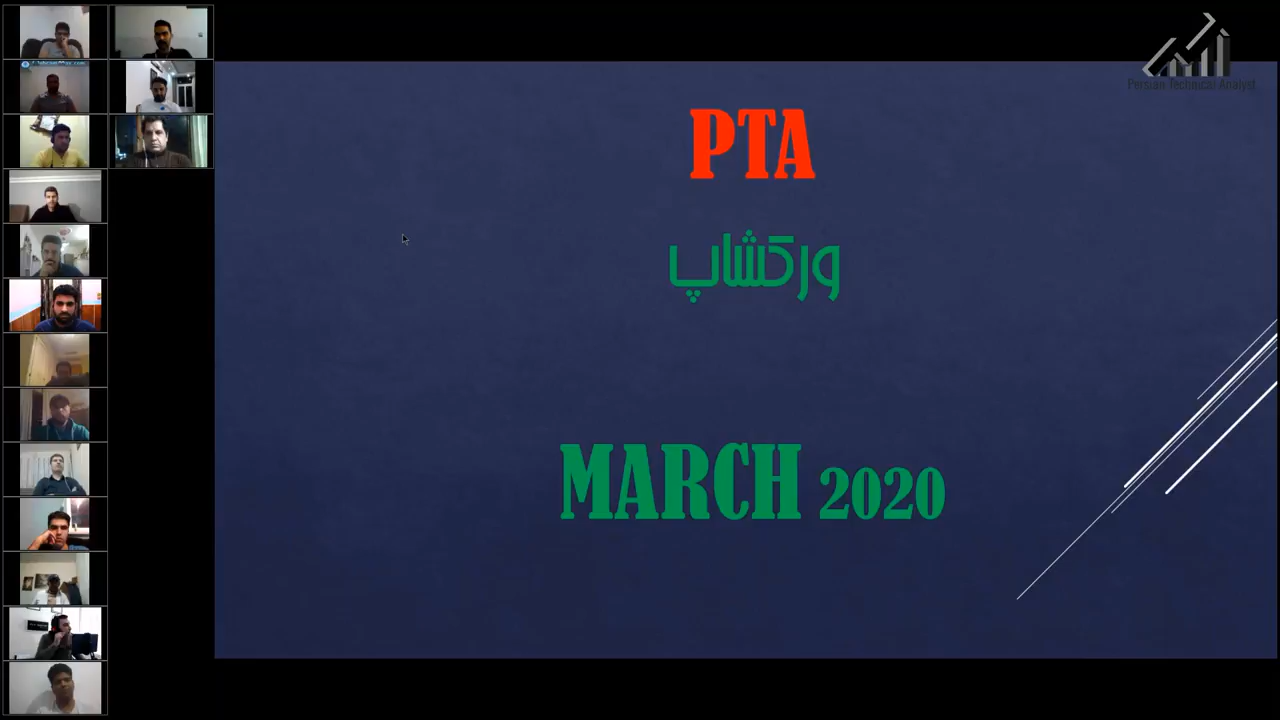 Persian Technical Analyst
PTA
ورکشاپ
MARCH 2020